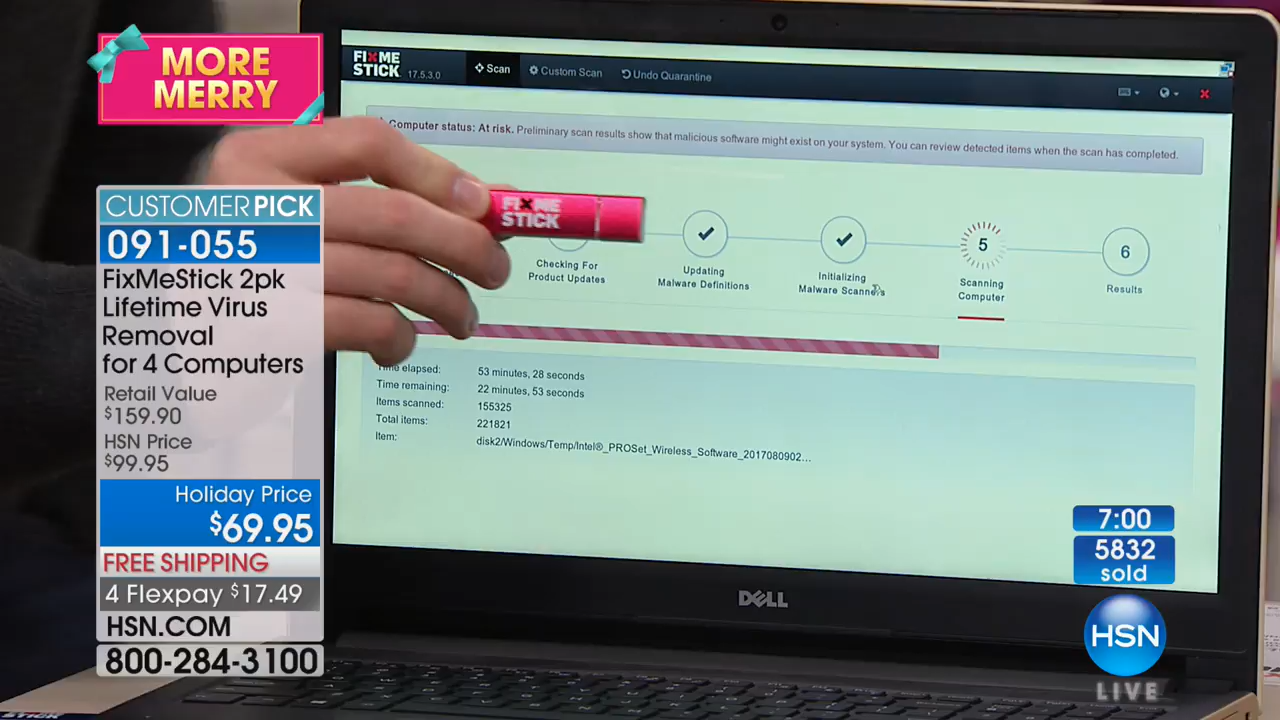 MORE
MERRY
CUSTOMER PICK
091-055
FixMeStick 2pk
Lifetime Virus
Removal
for 4 Computers
Retail Value
$159.90
HSN Price
$99.95
Holiday Price
$69.95
FREE SHIPPING
4 Flexpay $17.49
HSN.COM
800-284-3100
FIXME
STICK 17.5.3.0
Scan
Custom Scan
Undo Quarantine
Computer status: At risk. Preliminary scan results show that malicious software might exist on your system. You can review detected items when the scan has completed.
FIXME
STICK
Checking For
Product Updates
Updating
Malware Definitions
Initializing
Malware Scanners
5
Scanning
Computer
6
Results
Time elapsed: 53 minutes, 28 seconds
Time remaining: 22 minutes, 53 seconds
Items scanned: 155325
Total items: 221821
Item: disk2/Windows/Temp/Intel®_PROSet_Wireless_Software_2017080902...
DELL
7:00
5832
sold
HSN
LIVE
STICK